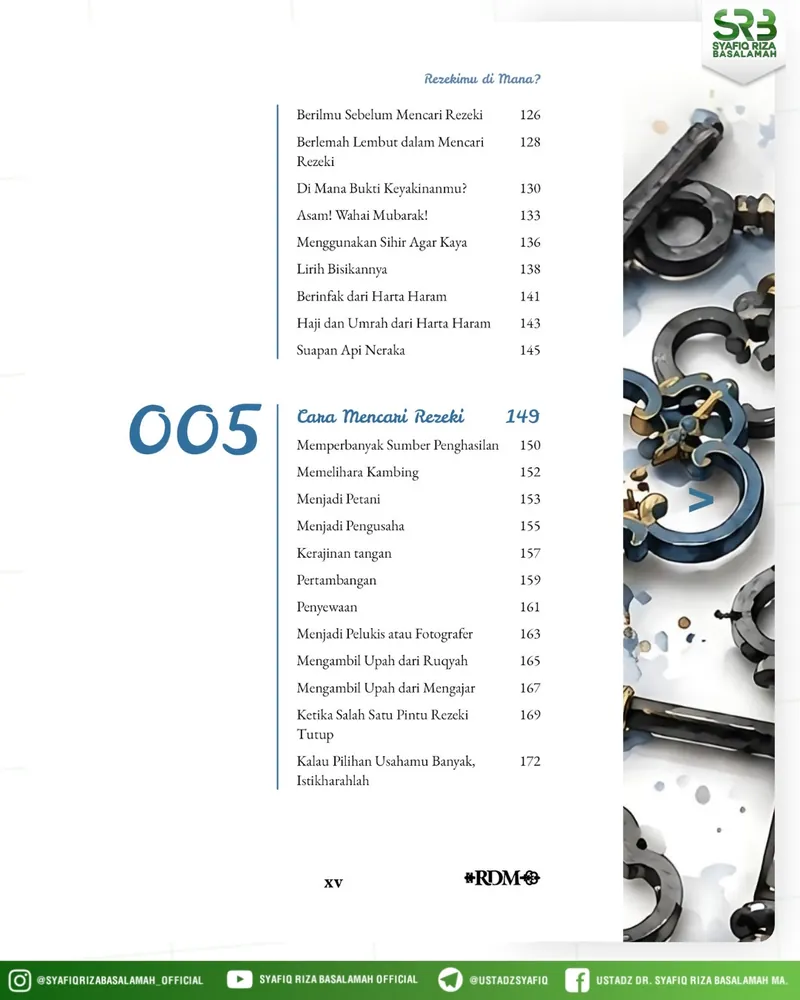 SRB
SYAFIQ RIZA
BASALAMAH
Rezekimu di Mana?
Berilmu Sebelum Mencari Rezeki 126
Berlemah Lembut dalam Mencari 128
Rezeki
Di Mana Bukti Keyakinanmu? 130
Asam! Wahai Mubarak! 133
Menggunakan Sihir Agar Kaya 136
Lirih Bisikannya 138
Berinfak dari Harta Haram 141
Haji dan Umrah dari Harta Haram 143
Suapan Api Neraka 145
005
Cara Mencari Rezeki 149
Memperbanyak Sumber Penghasilan 150
Memelihara Kambing 152
Menjadi Petani 153
Menjadi Pengusaha 155
Kerajinan tangan 157
Pertambangan 159
Penyewaan 161
Menjadi Pelukis atau Fotografer 163
Mengambil Upah dari Ruqyah 165
Mengambil Upah dari Mengajar 167
Ketika Salah Satu Pintu Rezeki 169
Tutup
Kalau Pilihan Usahamu Banyak, 172
Istikharahlah
>
xv
RDM
@SYAFIQRIZABASALAMAH_OFFICIAL
SYAFIQ RIZA BASALAMAH OFFICIAL
@USTADZSYAFIQ
USTADZ DR. SYAFIQ RIZA BASALAMAH MA.